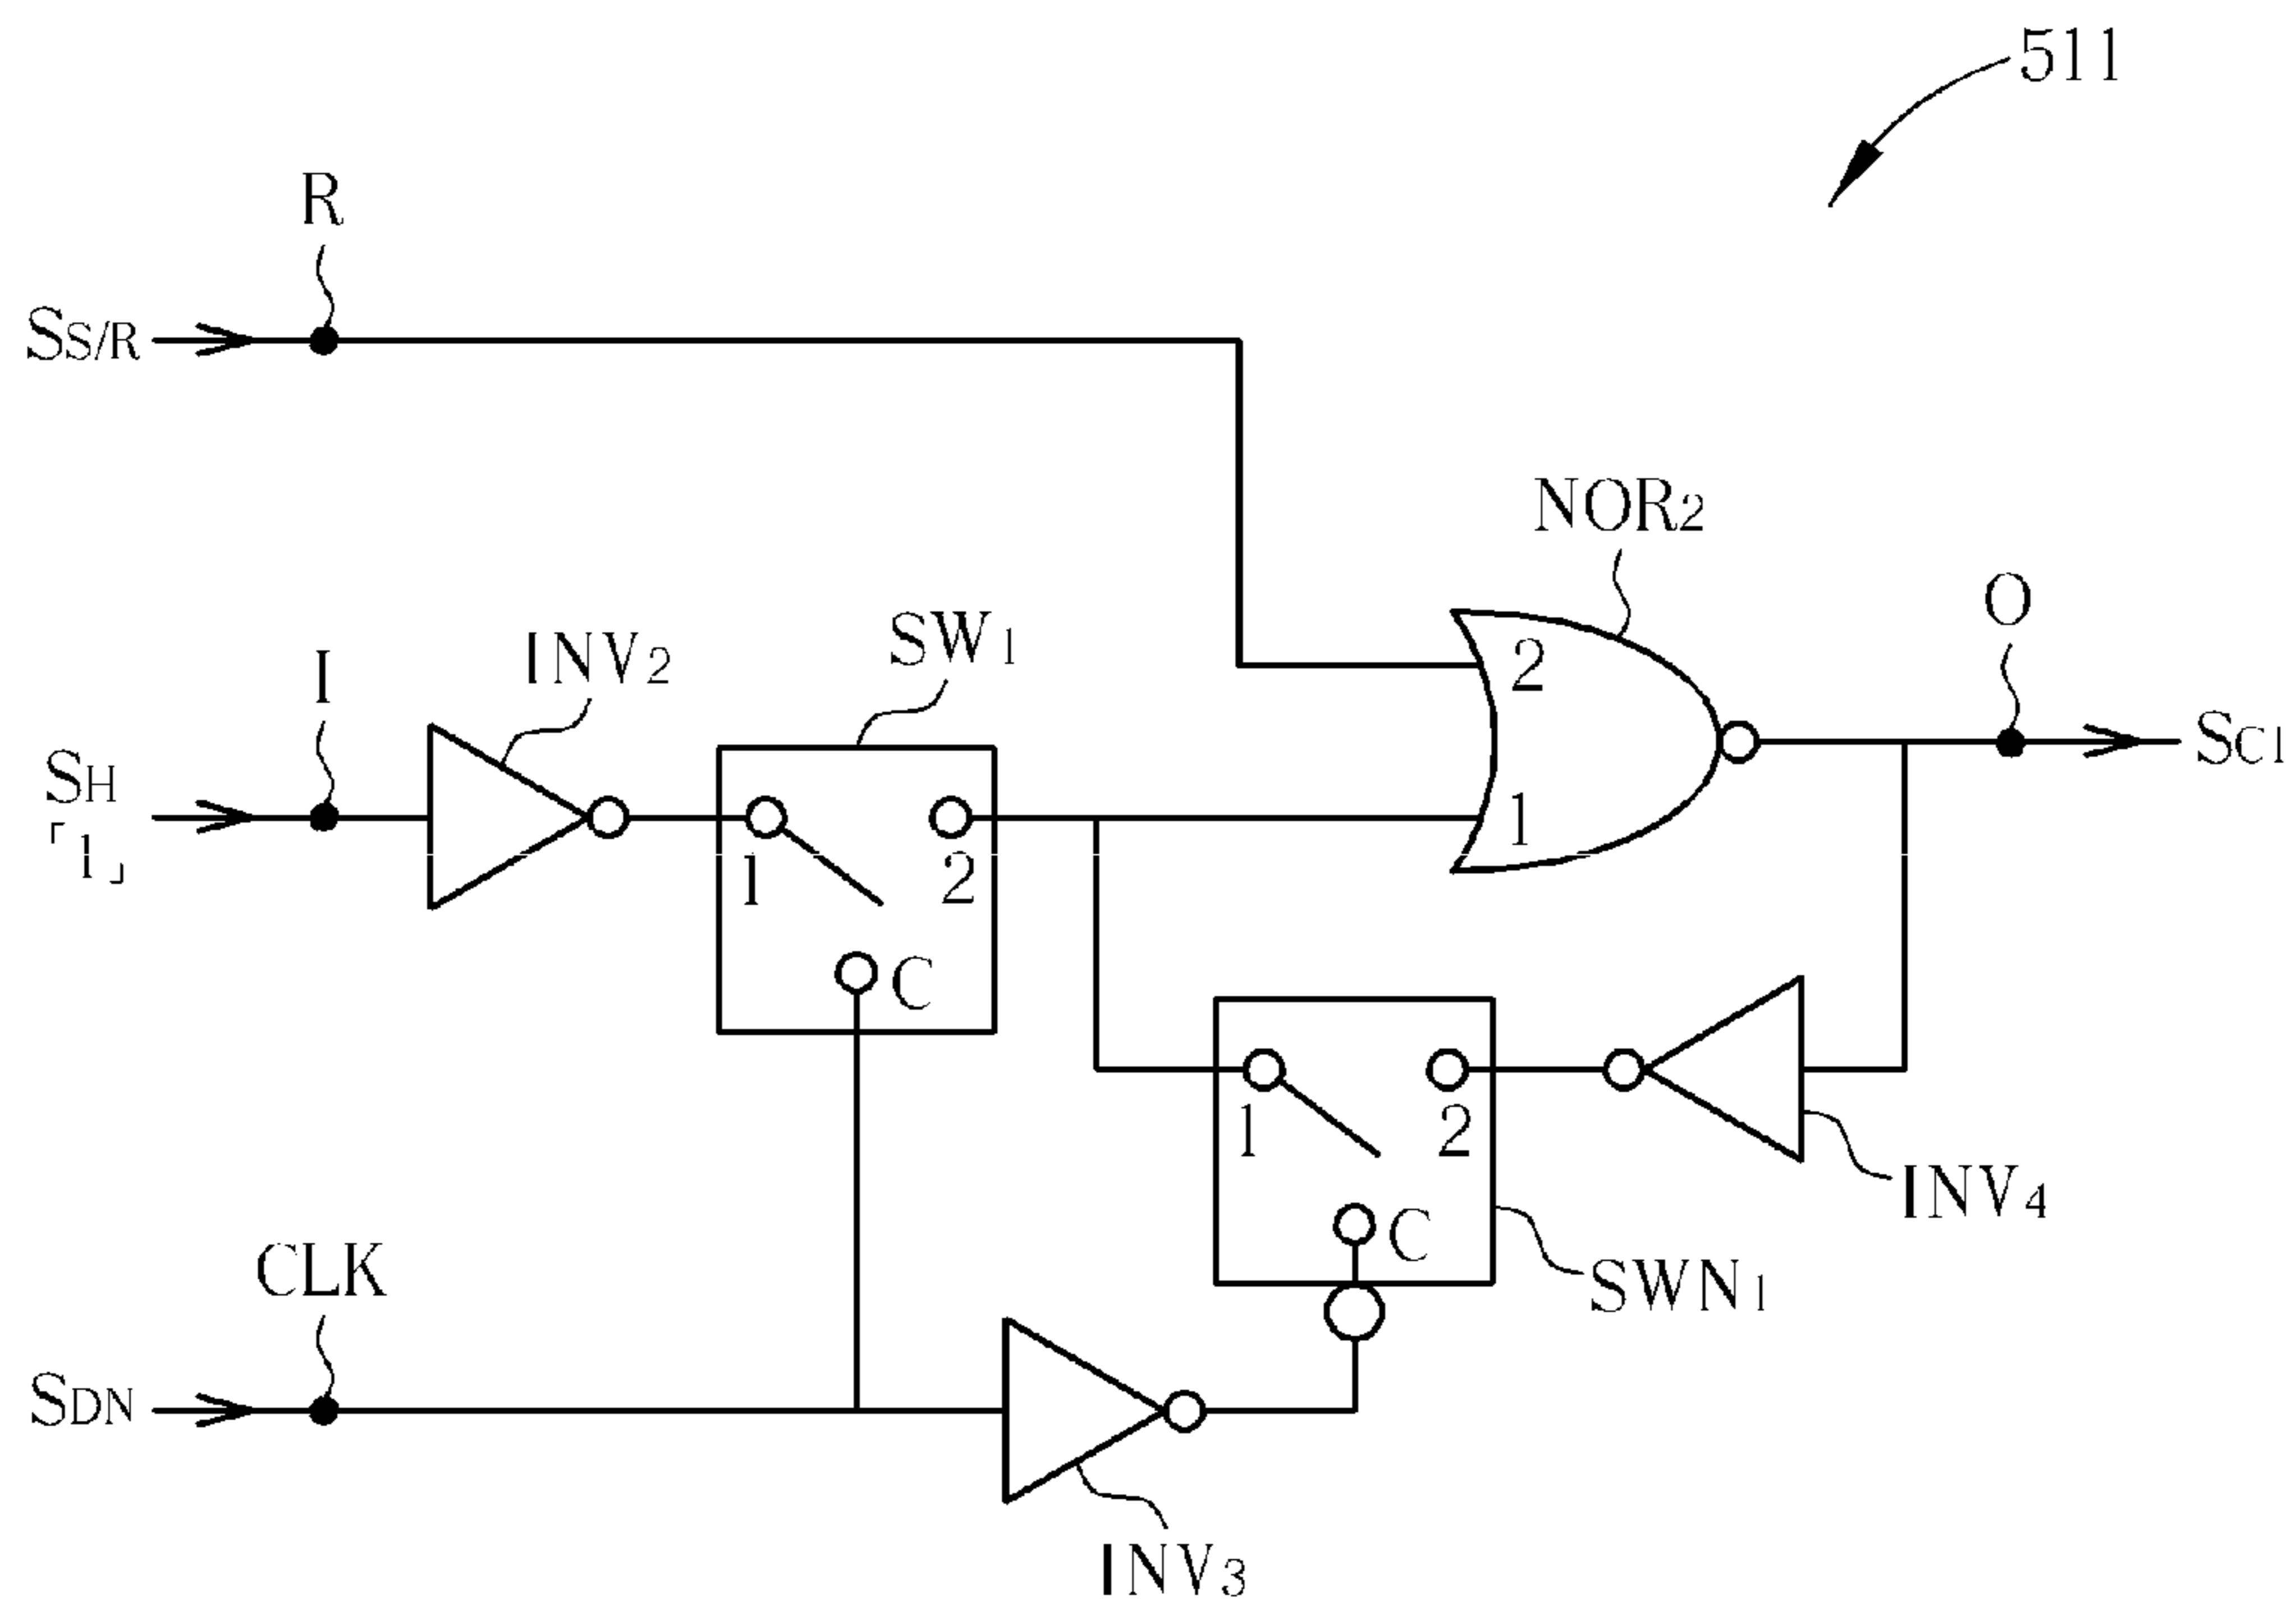 511
R
SS/R
NOR2
O
SW1
INV2
I
2
SC1
SH
「1」
1
1 2
C
1 2
C
INV4
SWN1
CLK
SDN
INV3